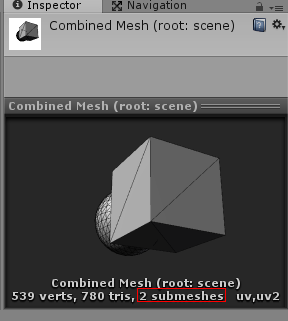 Inspector Navigation
Combined Mesh (root: scene)
Combined Mesh (root: scene)
Combined Mesh (root: scene)
539 verts, 780 tris, 2 submeshes uv,uv2